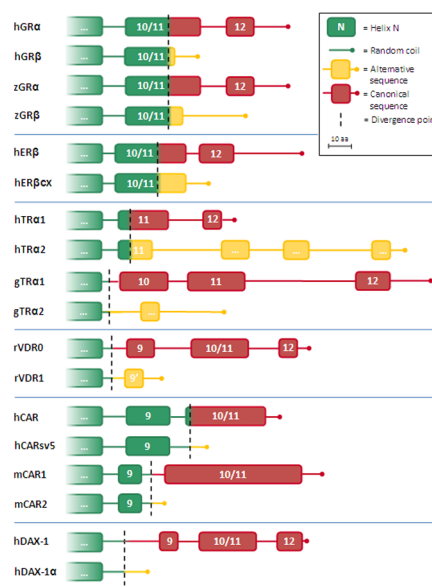 hGRα ... 10/11 12
hGRβ ... 10/11
zGRα ... 10/11 12
zGRβ ... 10/11
hERβ ... 10/11 12
hERβcx ... 10/11
hTRα1 ... 11 12
hTRα2 ... 11 ... ... ...
gTRα1 ... 10 11 12
gTRα2 ... ...
rVDR0 ... 9 10/11 12
rVDR1 ... 9'
hCAR ... 9 10/11
hCARsv5 ... 9
mCAR1 ... 9 10/11
mCAR2 ... 9
hDAX-1 ... 9 10/11 12
hDAX-1α ...
N = Helix N
= Random coil
= Alternative
sequence
= Canonical
sequence
= Divergence point
10 aa